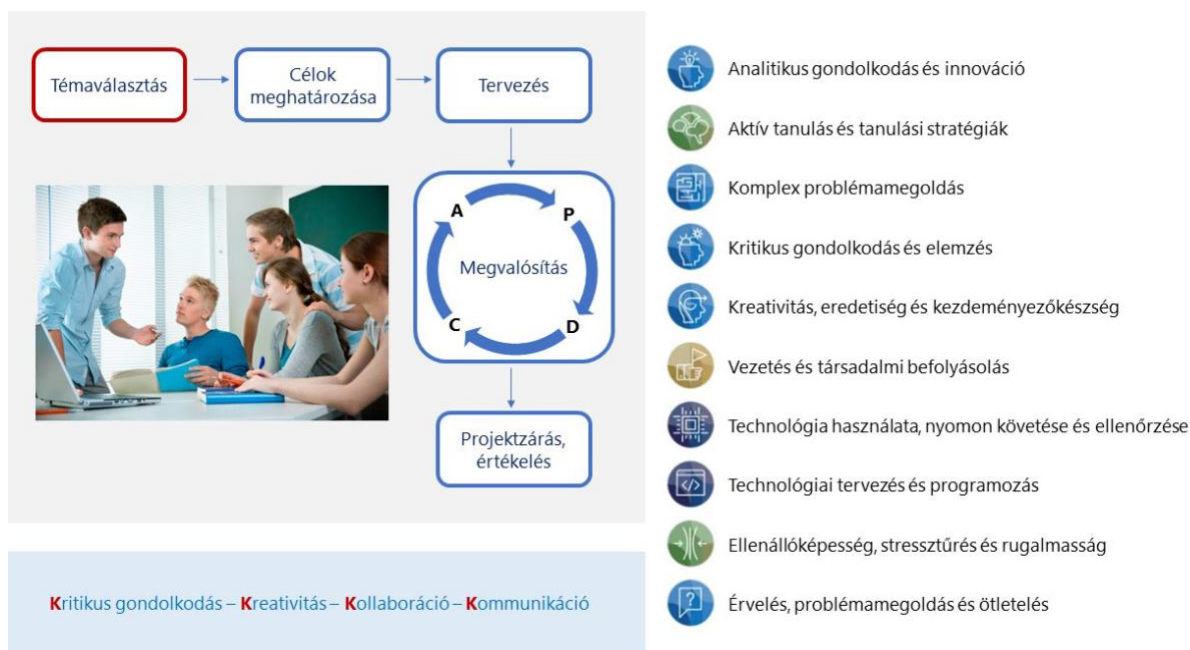 Témaválasztás
Célok
meghatározása
Tervezés
A
P
Megvalósítás
C
D
Projektzárás,
értékelés
Kritikus gondolkodás – Kreativitás – Kollaboráció – Kommunikáció
Analitikus gondolkodás és innováció
Aktív tanulás és tanulási stratégiák
Komplex problémamegoldás
Kritikus gondolkodás és elemzés
Kreativitás, eredetiség és kezdeményezőkészség
Vezetés és társadalmi befolyásolás
Technológia használata, nyomon követése és ellenőrzése
Technológiai tervezés és programozás
Ellenállóképesség, stressztűrés és rugalmasság
Érvelés, problémamegoldás és ötletelés